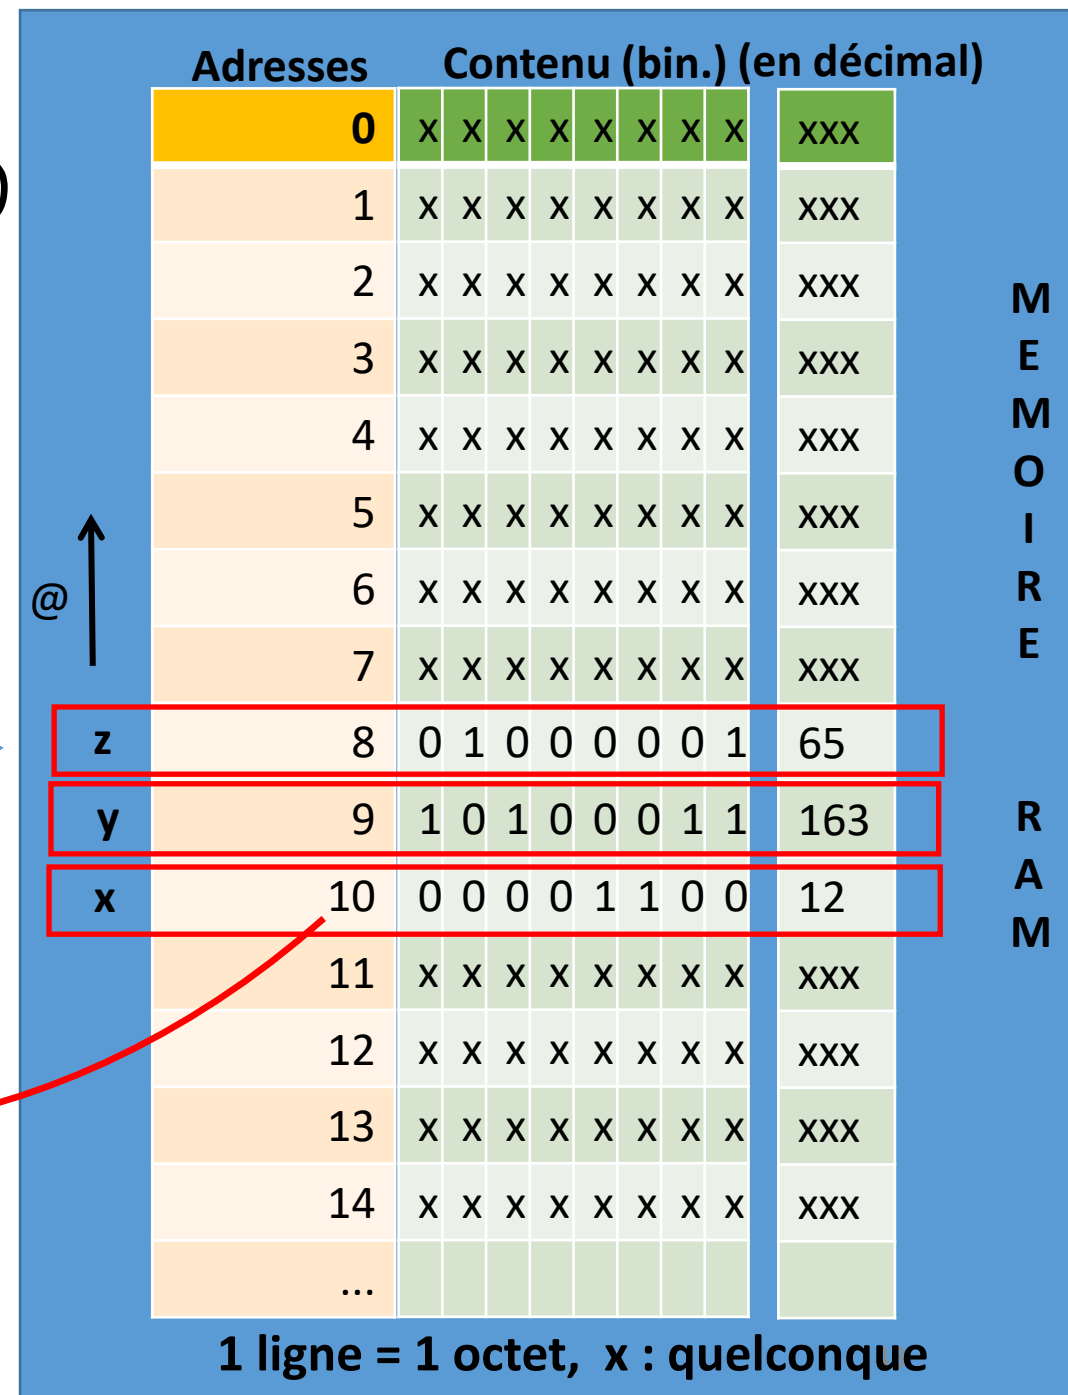 Adresses Contenu (bin.) (en décimal)
0 x x x x x x x x xxx
1 x x x x x x x x xxx
2 x x x x x x x x xxx
3 x x x x x x x x xxx
4 x x x x x x x x xxx
5 x x x x x x x x xxx
6 x x x x x x x x xxx
7 x x x x x x x x xxx
z 8 0 1 0 0 0 0 0 1 65
y 9 1 0 1 0 0 0 1 1 163
x 10 0 0 0 0 1 1 0 0 12
11 x x x x x x x x xxx
12 x x x x x x x x xxx
13 x x x x x x x x xxx
14 x x x x x x x x xxx
...
@
)
MEMOIRE RAM
1 ligne = 1 octet, x : quelconque